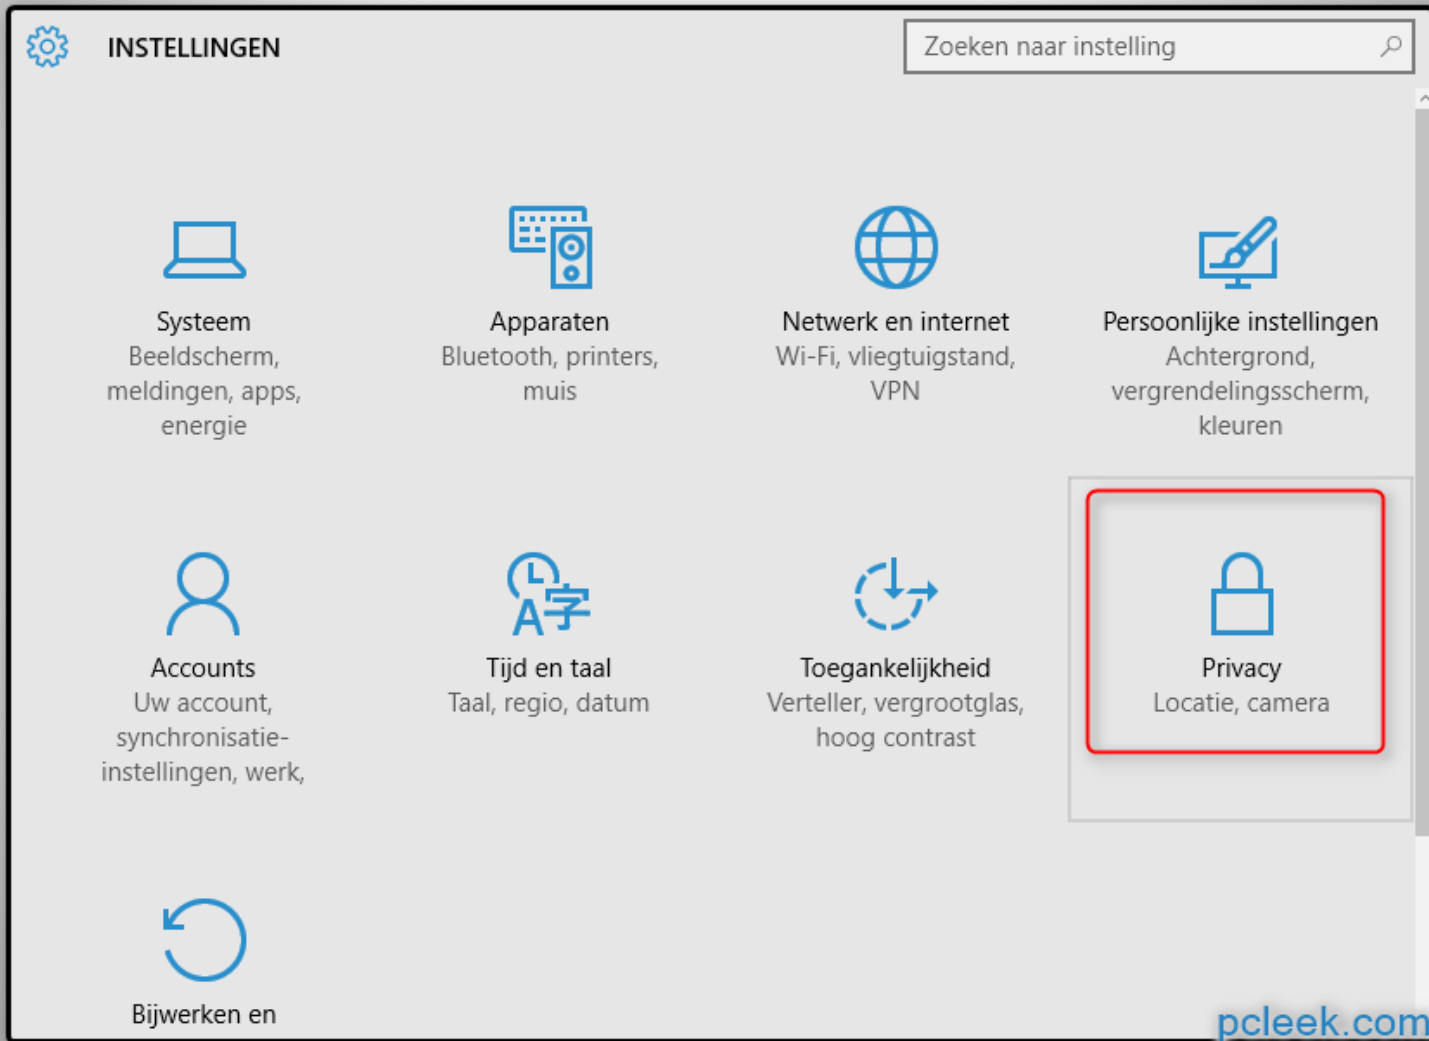 INSTELLINGEN
Zoeken naar instelling
Systeem
Beeldscherm,
meldingen, apps,
energie
Apparaten
Bluetooth, printers,
muis
Netwerk en internet
Wi-Fi, vliegtuigstand,
VPN
Persoonlijke instellingen
Achtergrond,
vergrendelingsscherm,
kleuren
Accounts
Uw account,
synchronisatie-
instellingen, werk,
Tijd en taal
Taal, regio, datum
Toegankelijkheid
Verteller, vergrootglas,
hoog contrast
Privacy
Locatie, camera
Bijwerken en
pcleek.com